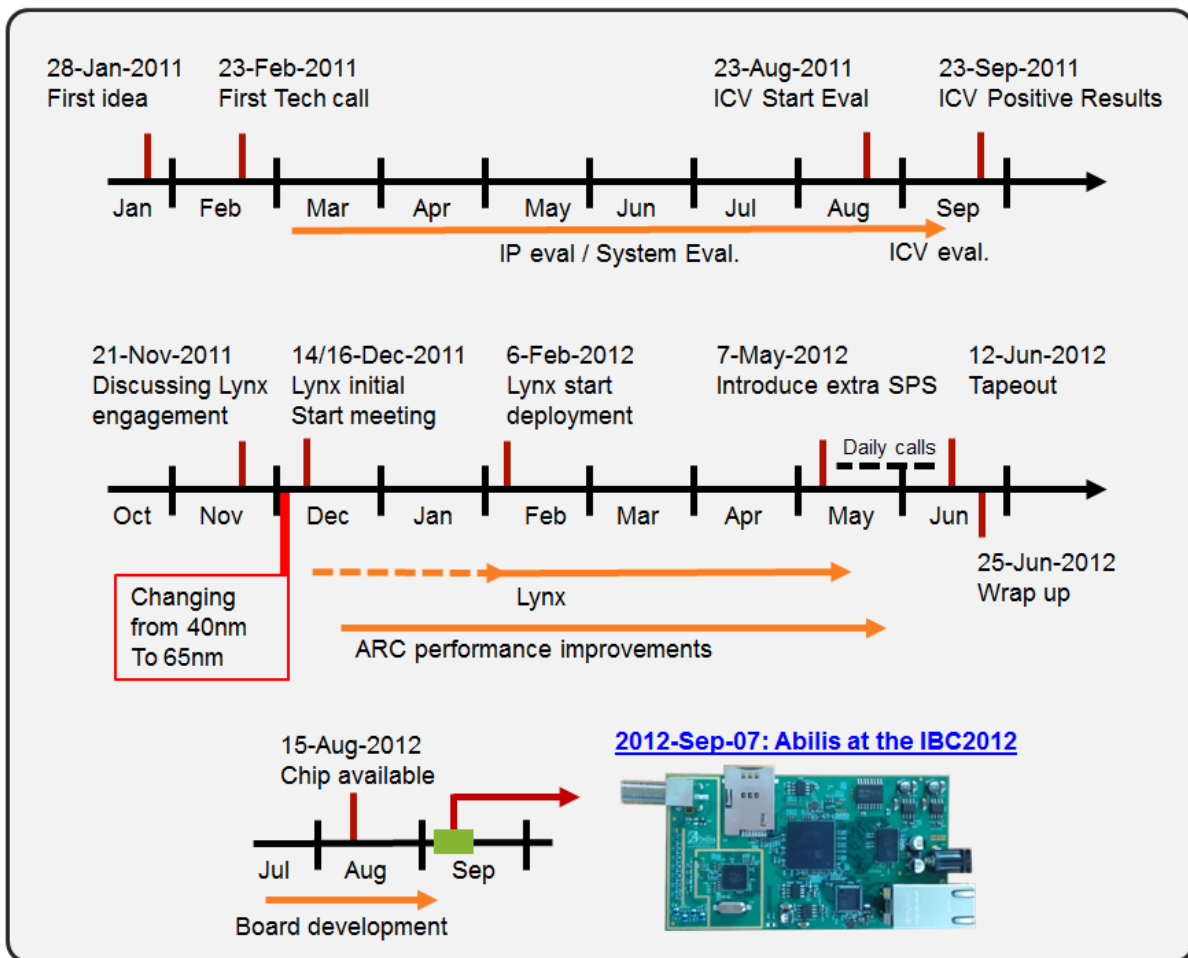 28-Jan-2011
First idea
23-Feb-2011
First Tech call
23-Aug-2011
ICV Start Eval
23-Sep-2011
ICV Positive Results
Jan
Feb
Mar
Apr
May
Jun
Jul
Aug
Sep
IP eval / System Eval.
ICV eval.
21-Nov-2011
Discussing Lynx
engagement
14/16-Dec-2011
Lynx initial
Start meeting
6-Feb-2012
Lynx start
deployment
7-May-2012
Introduce extra SPS
12-Jun-2012
Tapeout
Daily calls
Oct
Nov
Dec
Jan
Feb
Mar
Apr
May
Jun
25-Jun-2012
Wrap up
Changing
from 40nm
To 65nm
Lynx
ARC performance improvements
15-Aug-2012
Chip available
2012-Sep-07: Abilis at the IBC2012
Jul
Aug
Sep
Board development
Abilis